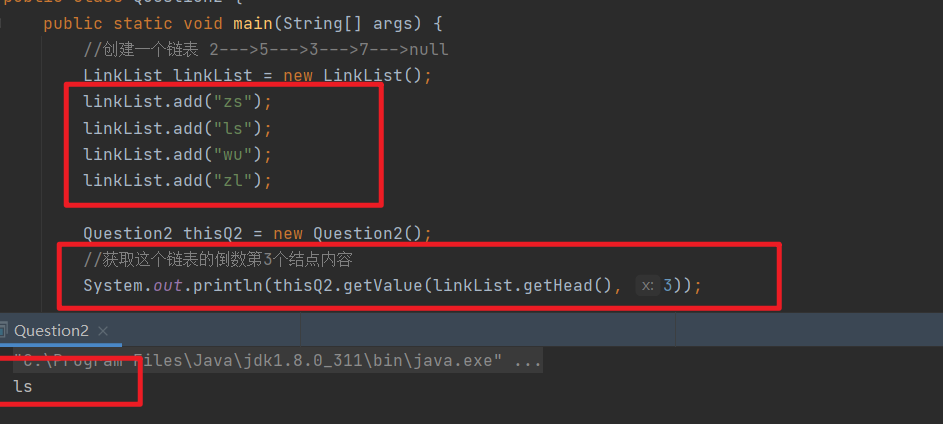 public class Question2 {
public static void main(String[] args) {
//创建一个链表 2--->5--->3--->7--->null
LinkList linkList = new LinkList();
linkList.add("zs");
linkList.add("ls");
linkList.add("wu");
linkList.add("zl");
Question2 thisQ2 = new Question2();
//获取这个链表的倒数第3个结点内容
System.out.println(thisQ2.getValue(linkList.getHead(), x: 3));
Question2 ×
"C:\Program Files\Java\jdk1.8.0_311\bin\java.exe" ...
ls